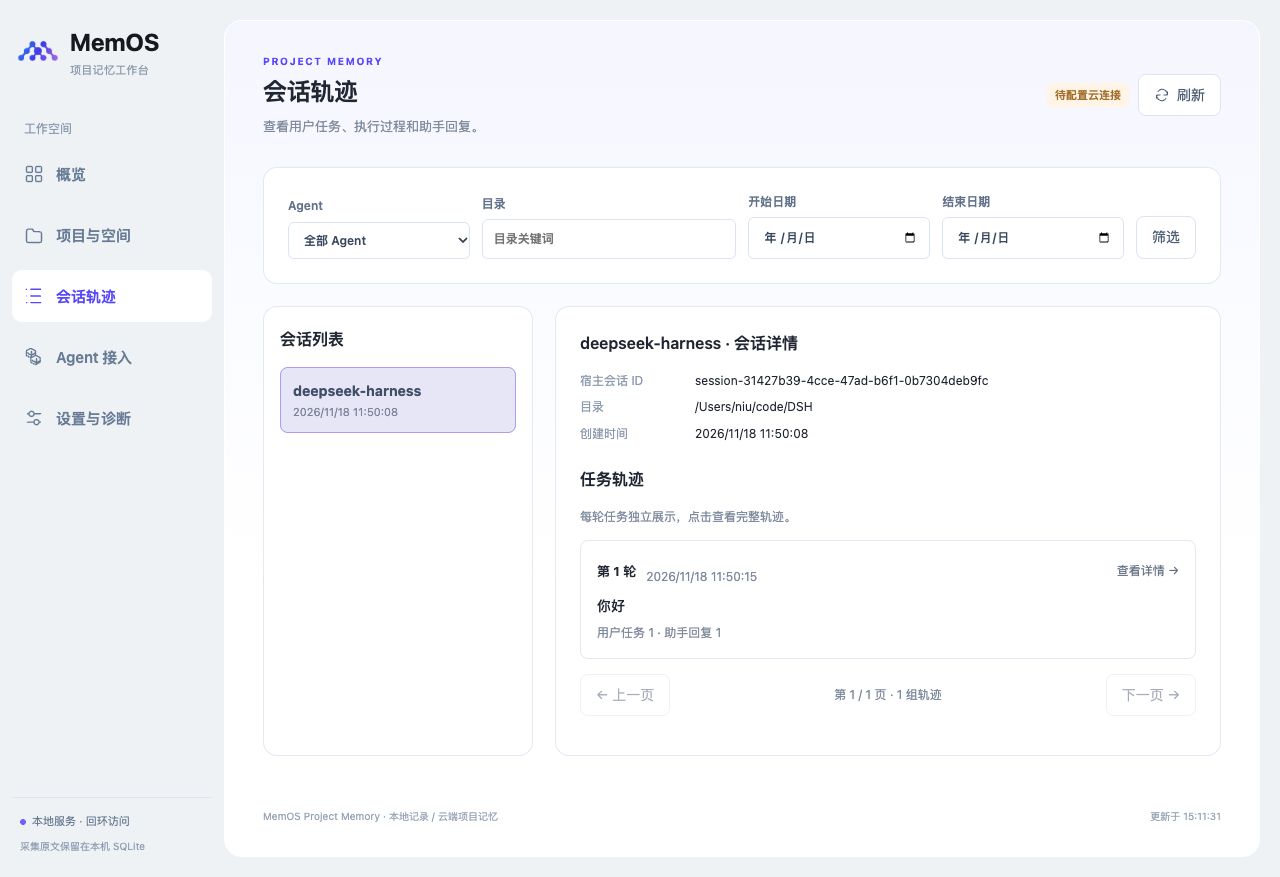 MemOS
项目记忆工作台
工作空间
概览
项目与空间
会话轨迹
Agent 接入
设置与诊断
本地服务 · 回环访问
采集原文保留在本机 SQLite
PROJECT MEMORY
会话轨迹
查看用户任务、执行过程和助手回复。
待配置云连接
刷新
Agent
全部 Agent
目录
目录关键词
开始日期
年 /月/日
结束日期
年 /月/日
筛选
会话列表
deepseek-harness
2026/11/18 11:50:08
deepseek-harness · 会话详情
宿主会话 ID session-31427b39-4cce-47ad-b6f1-0b7304deb9fc
目录 /Users/niu/code/DSH
创建时间 2026/11/18 11:50:08
任务轨迹
每轮任务独立展示，点击查看完整轨迹。
第 1 轮 2026/11/18 11:50:15 查看详情 →
你好
用户任务 1 · 助手回复 1
← 上一页 第 1 / 1 页 · 1 组轨迹 下一页 →
MemOS Project Memory · 本地记录 / 云端项目记忆 更新于 15:11:31